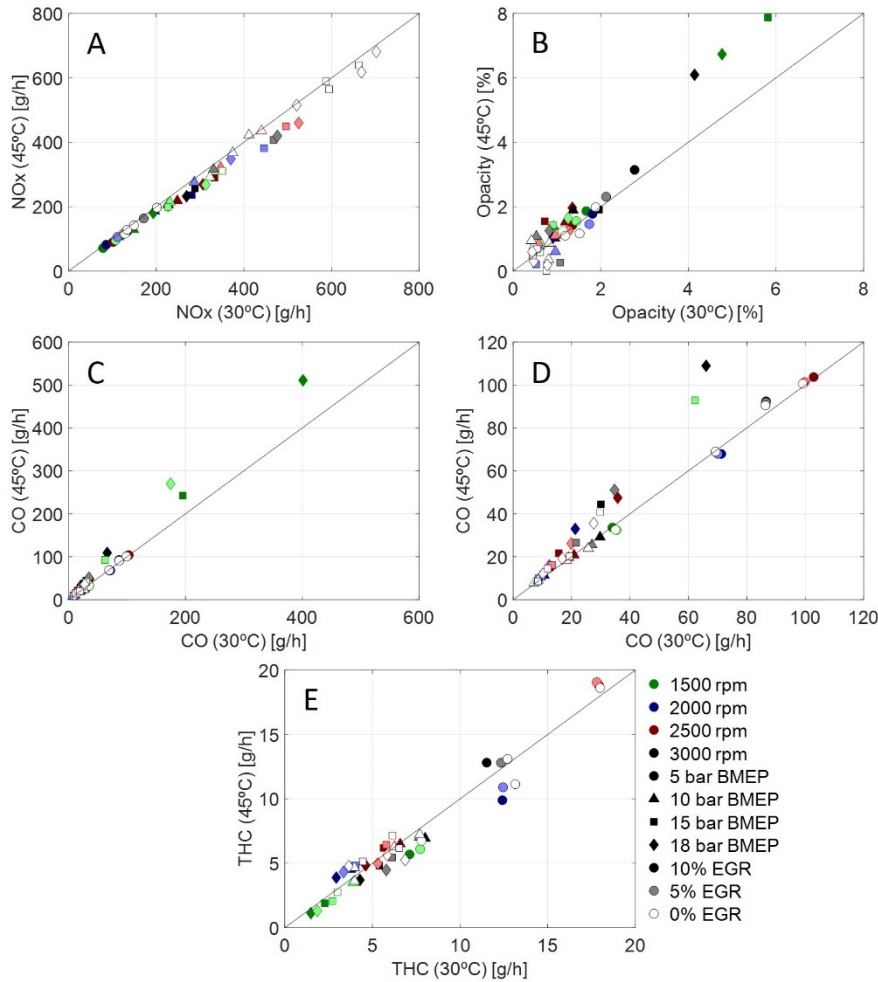 A
NOx (45ºC) [g/h]
800
600
400
200
0
0 200 400 600 800
NOx (30ºC) [g/h]
B
Opacity (45ºC) [%]
8
6
4
2
0
0 2 4 6 8
Opacity (30ºC) [%]
C
CO (45ºC) [g/h]
600
500
400
300
200
100
0
0 200 400 600
CO (30ºC) [g/h]
D
CO (45ºC) [g/h]
120
100
80
60
40
20
0
0 20 40 60 80 100 120
CO (30ºC) [g/h]
E
THC (45ºC) [g/h]
20
15
10
5
0
0 5 10 15 20
THC (30ºC) [g/h]
1500 rpm
2000 rpm
2500 rpm
3000 rpm
5 bar BMEP
10 bar BMEP
15 bar BMEP
18 bar BMEP
10% EGR
5% EGR
0% EGR